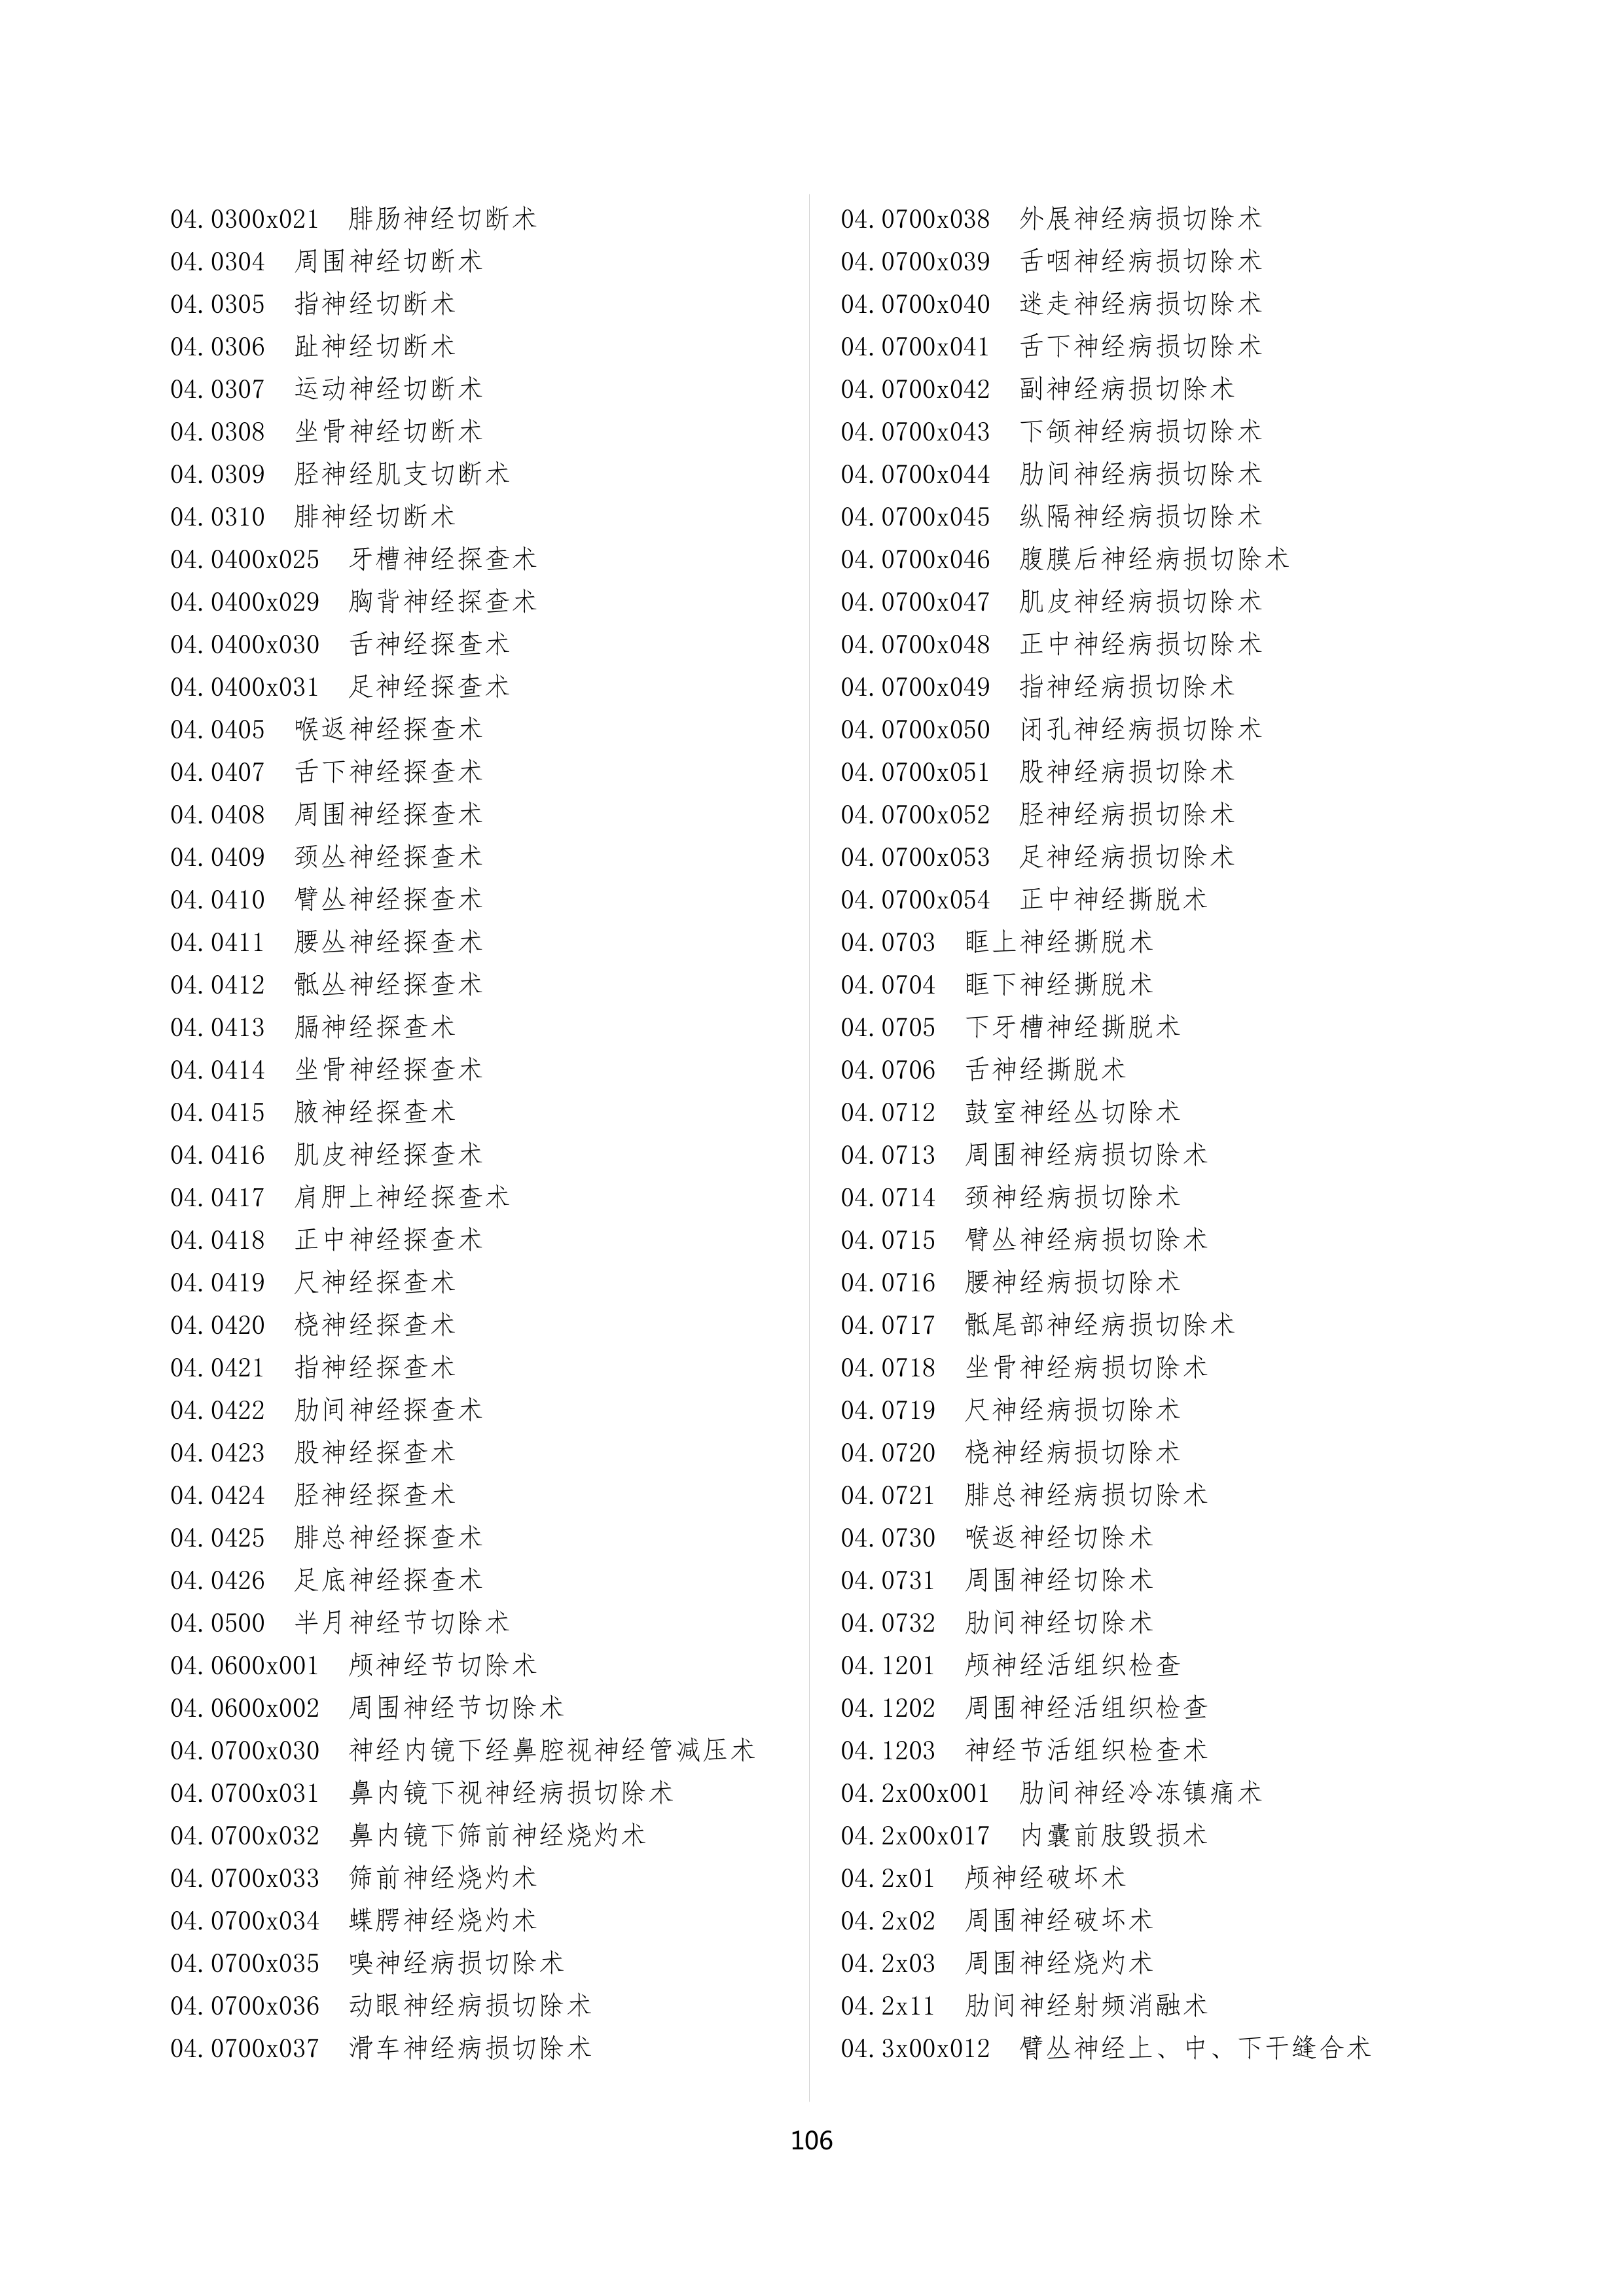 04.0300x021 腓肠神经切断术
04.0304 周围神经切断术
04.0305 指神经切断术
04.0306 趾神经切断术
04.0307 运动神经切断术
04.0308 坐骨神经切断术
04.0309 胫神经肌支切断术
04.0310 腓神经切断术
04.0400x025 牙槽神经探查术
04.0400x029 胸背神经探查术
04.0400x030 舌神经探查术
04.0400x031 足神经探查术
04.0405 喉返神经探查术
04.0407 舌下神经探查术
04.0408 周围神经探查术
04.0409 颈丛神经探查术
04.0410 臂丛神经探查术
04.0411 腰丛神经探查术
04.0412 骶丛神经探查术
04.0413 膈神经探查术
04.0414 坐骨神经探查术
04.0415 腋神经探查术
04.0416 肌皮神经探查术
04.0417 肩胛上神经探查术
04.0418 正中神经探查术
04.0419 尺神经探查术
04.0420 桡神经探查术
04.0421 指神经探查术
04.0422 肋间神经探查术
04.0423 股神经探查术
04.0424 胫神经探查术
04.0425 腓总神经探查术
04.0426 足底神经探查术
04.0500 半月神经节切除术
04.0600x001 颅神经节切除术
04.0600x002 周围神经节切除术
04.0700x030 神经内镜下经鼻腔视神经管减压术
04.0700x031 鼻内镜下视神经病损切除术
04.0700x032 鼻内镜下筛前神经烧灼术
04.0700x033 筛前神经烧灼术
04.0700x034 蝶腭神经烧灼术
04.0700x035 嗅神经病损切除术
04.0700x036 动眼神经病损切除术
04.0700x037 滑车神经病损切除术
04.0700x038 外展神经病损切除术
04.0700x039 舌咽神经病损切除术
04.0700x040 迷走神经病损切除术
04.0700x041 舌下神经病损切除术
04.0700x042 副神经病损切除术
04.0700x043 下颌神经病损切除术
04.0700x044 肋间神经病损切除术
04.0700x045 纵隔神经病损切除术
04.0700x046 腹膜后神经病损切除术
04.0700x047 肌皮神经病损切除术
04.0700x048 正中神经病损切除术
04.0700x049 指神经病损切除术
04.0700x050 闭孔神经病损切除术
04.0700x051 股神经病损切除术
04.0700x052 胫神经病损切除术
04.0700x053 足神经病损切除术
04.0700x054 正中神经撕脱术
04.0703 眶上神经撕脱术
04.0704 眶下神经撕脱术
04.0705 下牙槽神经撕脱术
04.0706 舌神经撕脱术
04.0712 鼓室神经丛切除术
04.0713 周围神经病损切除术
04.0714 颈神经病损切除术
04.0715 臂丛神经病损切除术
04.0716 腰神经病损切除术
04.0717 骶尾部神经病损切除术
04.0718 坐骨神经病损切除术
04.0719 尺神经病损切除术
04.0720 桡神经病损切除术
04.0721 腓总神经病损切除术
04.0730 喉返神经切除术
04.0731 周围神经切除术
04.0732 肋间神经切除术
04.1201 颅神经活组织检查
04.1202 周围神经活组织检查
04.1203 神经节活组织检查术
04.2x00x001 肋间神经冷冻镇痛术
04.2x00x017 内囊前肢毁损术
04.2x01 颅神经破坏术
04.2x02 周围神经破坏术
04.2x03 周围神经烧灼术
04.2x11 肋间神经射频消融术
04.3x00x012 臂丛神经上、中、下干缝合术
106